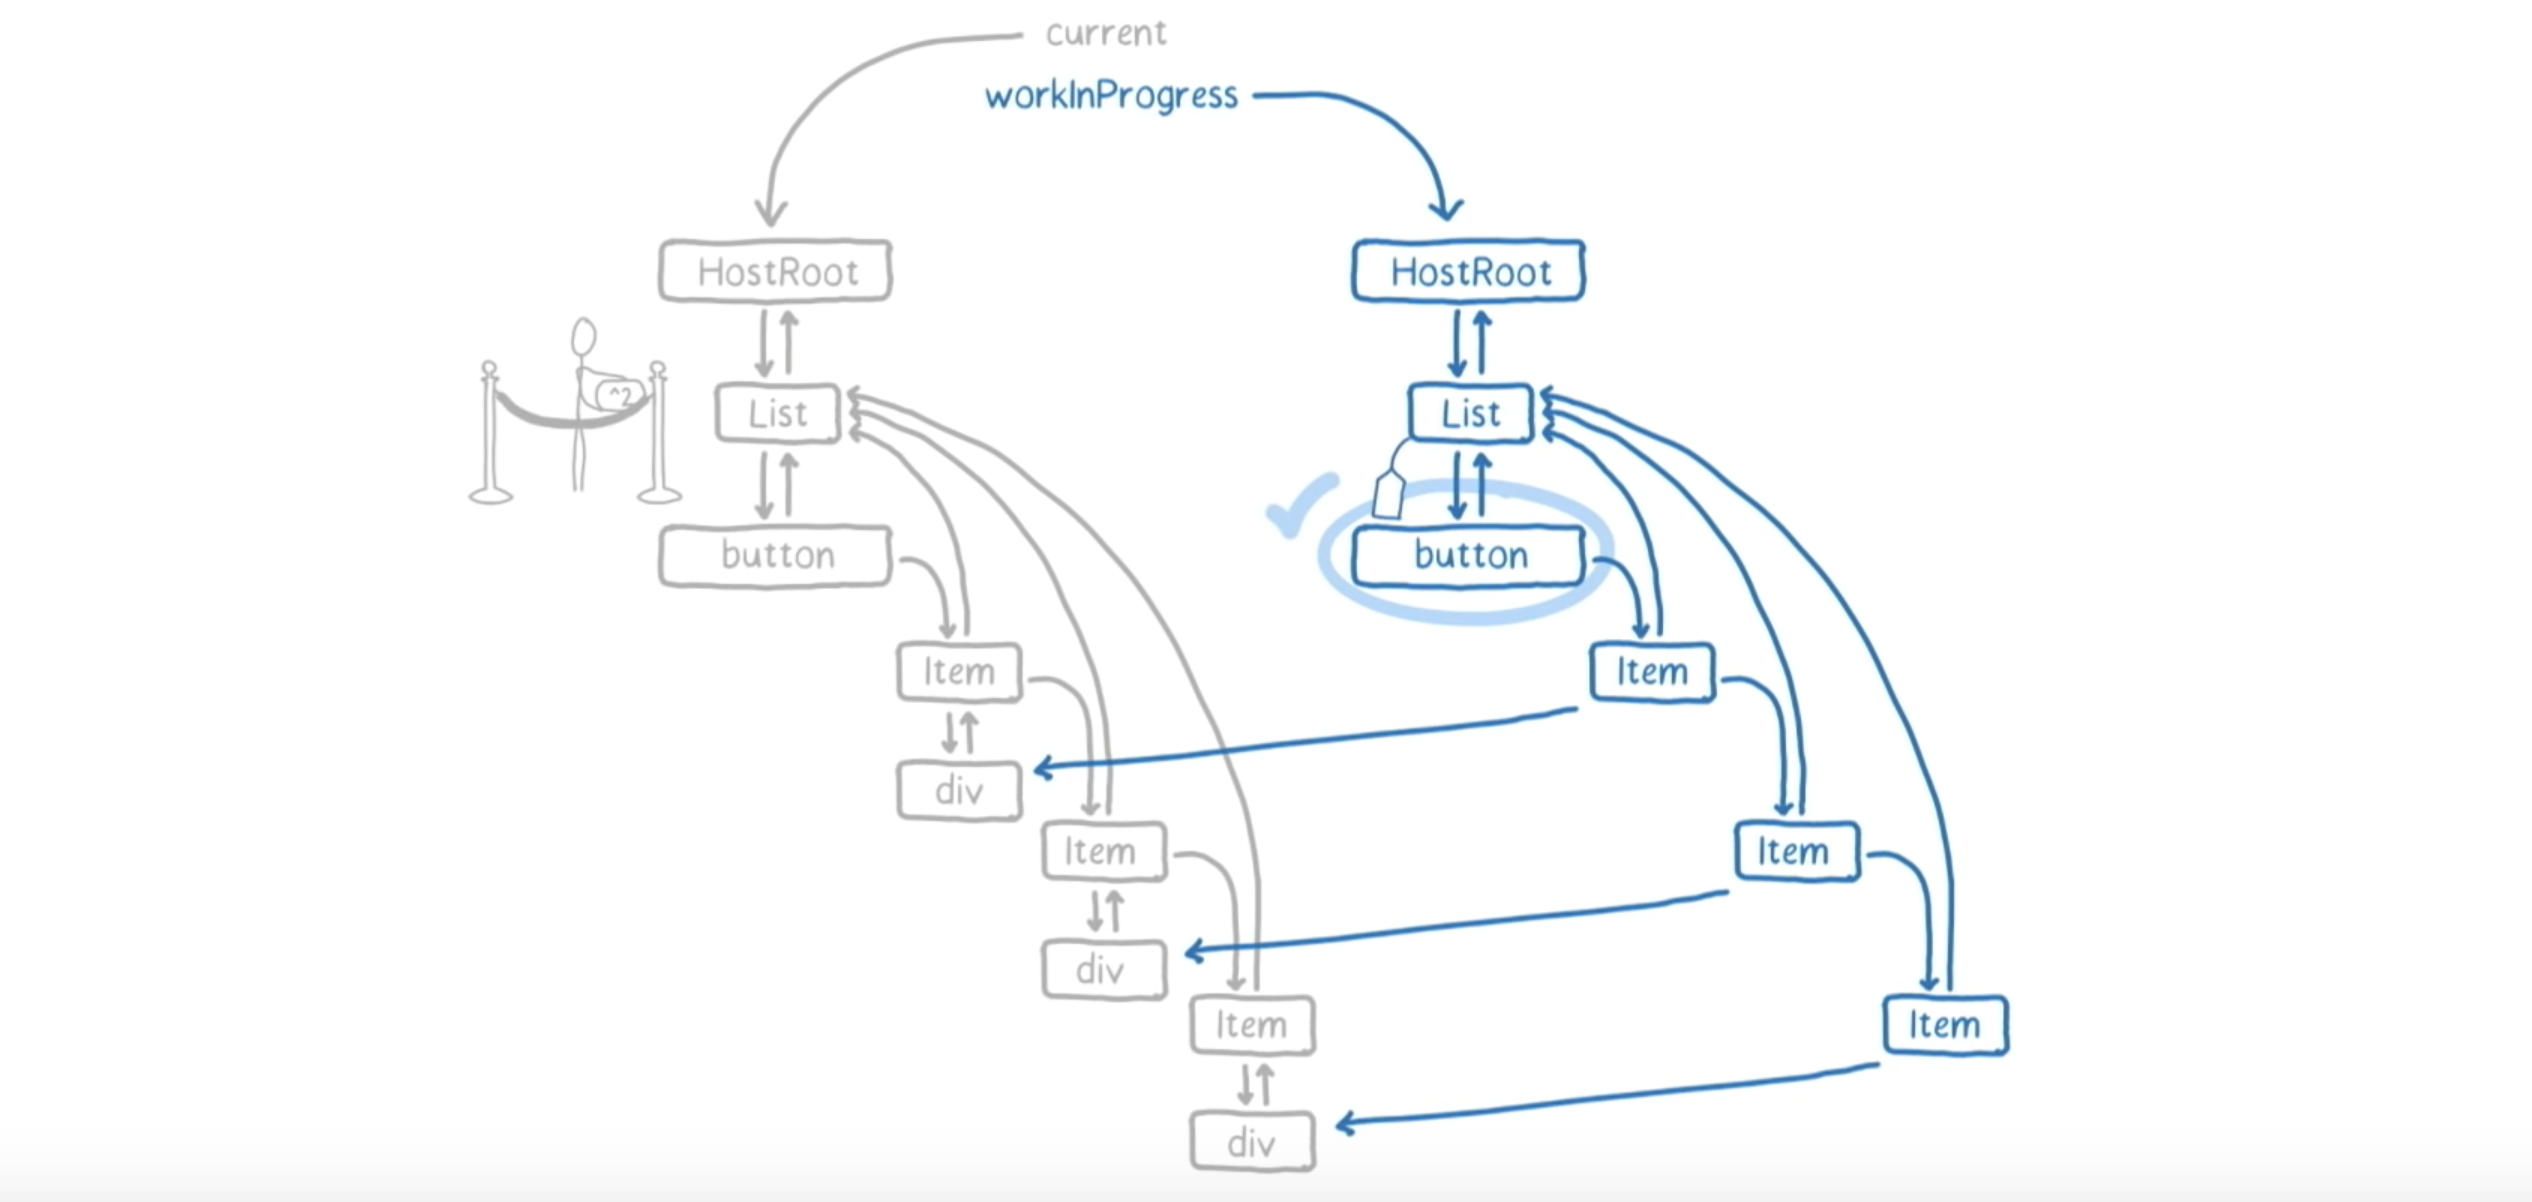 current
workInProgress
HostRoot
HostRoot
^2
List
List
button
button
Item
Item
div
Item
Item
div
Item
Item
div